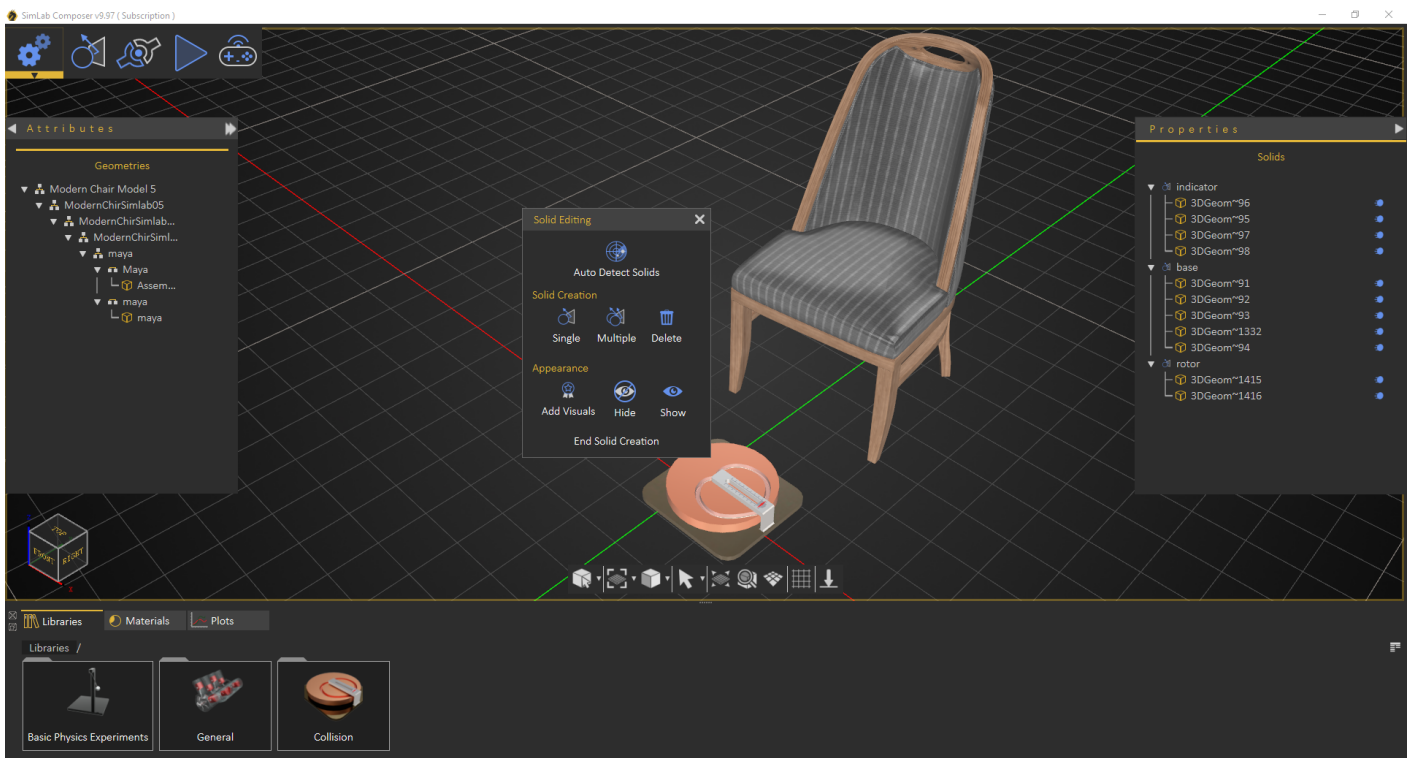 SimLab Composer v9.97 ( Subscription )
Attributes
Geometries
Modern Chair Model 5
ModernChirSimlab05
ModernChirSimlab...
ModernChirSiml...
maya
Maya
Assem...
maya
maya
Solid Editing
Auto Detect Solids
Solid Creation
Single Multiple Delete
Appearance
Add Visuals Hide Show
End Solid Creation
Properties
Solids
indicator
3DGeom~96
3DGeom~95
3DGeom~97
3DGeom~98
base
3DGeom~91
3DGeom~92
3DGeom~93
3DGeom~1332
3DGeom~94
rotor
3DGeom~1415
3DGeom~1416
TOP
FRONT RIGHT
x
Libraries Materials Plots
Libraries /
Basic Physics Experiments General Collision